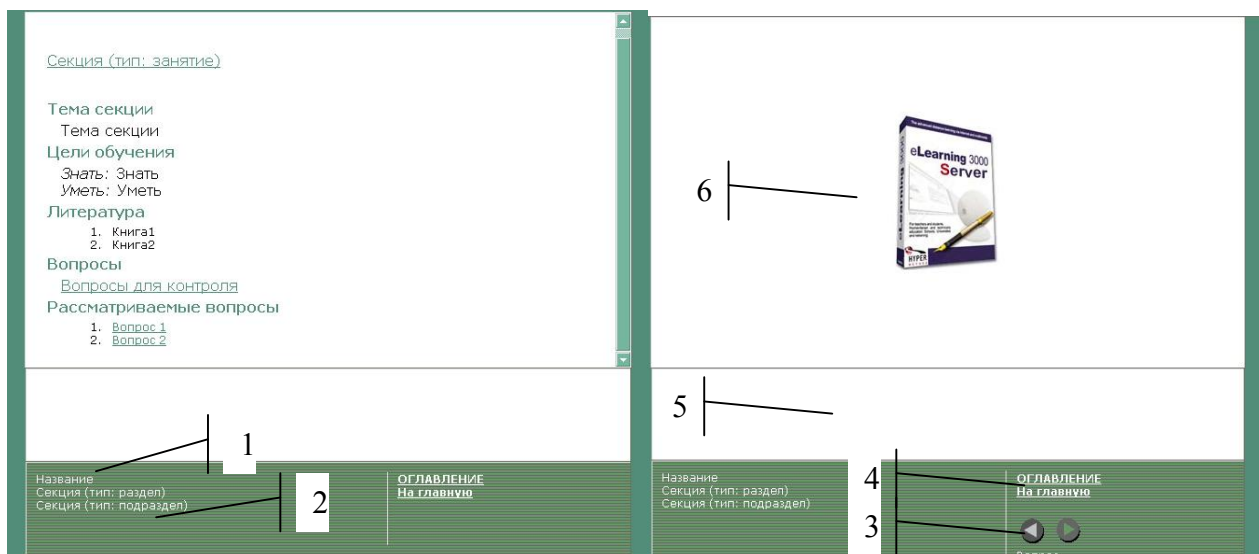 Секция (тип: занятие)
Тема секции
Тема секции
Цели обучения
Знать: Знать
Уметь: Уметь
Литература
1. Книга1
2. Книга2
Вопросы
Вопросы для контроля
Рассматриваемые вопросы
1. Вопрос 1
2. Вопрос 2
1
Название
Секция (тип: раздел)
Секция (тип: подраздел)
2
ОГЛАВЛЕНИЕ
На главную
6
eLearning 3000
Server
eLearning 3000
HYPER
5
Название
Секция (тип: раздел)
Секция (тип: подраздел)
4
ОГЛАВЛЕНИЕ
На главную
3